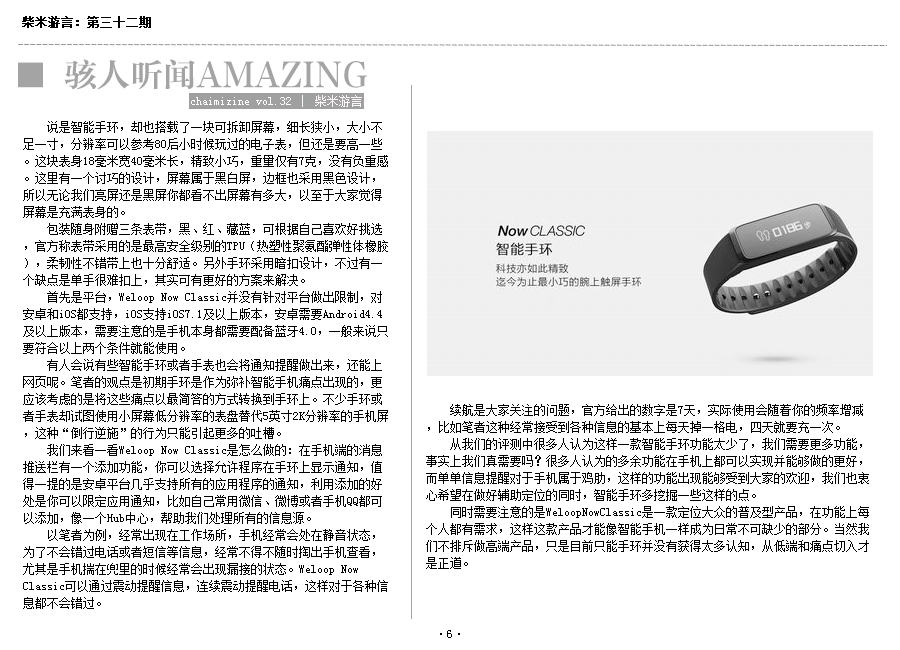 柴米游言：第三十二期
骇人听闻AMAZING
chaimizine vol.32 | 柴米游言
说是智能手环，却也搭载了一块可拆卸屏幕，细长狭小，大小不
足一寸，分辨率可以参考80后小时候玩过的电子表，但还是要高一些
。这块表身18毫米宽40毫米长，精致小巧，重量仅有7克，没有负重感
。这里有一个讨巧的设计，屏幕属于黑白屏，边框也采用黑色设计，
所以无论我们亮屏还是黑屏你都看不出屏幕有多大，以至于大家觉得
屏幕是充满表身的。
包装随身附赠三条表带，黑、红、藏蓝，可根据自己喜欢好挑选
，官方称表带采用的是最高安全级别的TPU（热塑性聚氨酯弹性体橡胶
），柔韧性不错带上也十分舒适。另外手环采用暗扣设计，不过有一
个缺点是单手很难扣上，其实可有更好的方案来解决。
首先是平台，Weloop Now Classic并没有针对平台做出限制，对
安卓和iOS都支持，iOS支持iOS7.1及以上版本，安卓需要Android4.4
及以上版本，需要注意的是手机本身都需要配备蓝牙4.0，一般来说只
要符合以上两个条件就能使用。
有人会说有些智能手环或者手表也会将通知提醒做出来，还能上
网页呢。笔者的观点是初期手环是作为弥补智能手机痛点出现的，更
应该考虑的是将这些痛点以最简答的方式转换到手环上。不少手环或
者手表却试图使用小屏幕低分辨率的表盘替代5英寸2K分辨率的手机屏
，这种“倒行逆施”的行为只能引起更多的吐槽。
我们来看一看Weloop Now Classic是怎么做的：在手机端的消息
推送栏有一个添加功能，你可以选择允许程序在手环上显示通知，值
得一提的是安卓平台几乎支持所有的应用程序的通知，利用添加的好
处是你可以限定应用通知，比如自己常用微信、微博或者手机QQ都可
以添加，像一个Hub中心，帮助我们处理所有的信息源。
以笔者为例，经常出现在工作场所，手机经常会处在静音状态，
为了不会错过电话或者短信等信息，经常不得不随时掏出手机查看，
尤其是手机揣在兜里的时候经常会出现漏接的状态。Weloop Now
Classic可以通过震动提醒信息，连续震动提醒电话，这样对于各种信
息都不会错过。
Now CLASSIC
智能手环
科技亦如此精致
迄今为止最小巧的腕上触屏手环
0186
续航是大家关注的问题，官方给出的数字是7天，实际使用会随着你的频率增减
，比如笔者这种经常接受到各种信息的基本上每天掉一格电，四天就要充一次。
从我们的评测中很多人认为这样一款智能手环功能太少了，我们需要更多功能，
事实上我们真需要吗？很多人认为的多余功能在手机上都可以实现并能够做的更好，
而单单信息提醒对于手机属于鸡肋，这样的功能出现能够受到大家的欢迎，我们也衷
心希望在做好辅助定位的同时，智能手环多挖掘一些这样的点。
同时需要注意的是WeloopNowClassic是一款定位大众的普及型产品，在功能上每
个人都有需求，这样这款产品才能像智能手机一样成为日常不可缺少的部分。当然我
们不排斥做高端产品，只是目前只能手环并没有获得太多认知，从低端和痛点切入才
是正道。
·6·